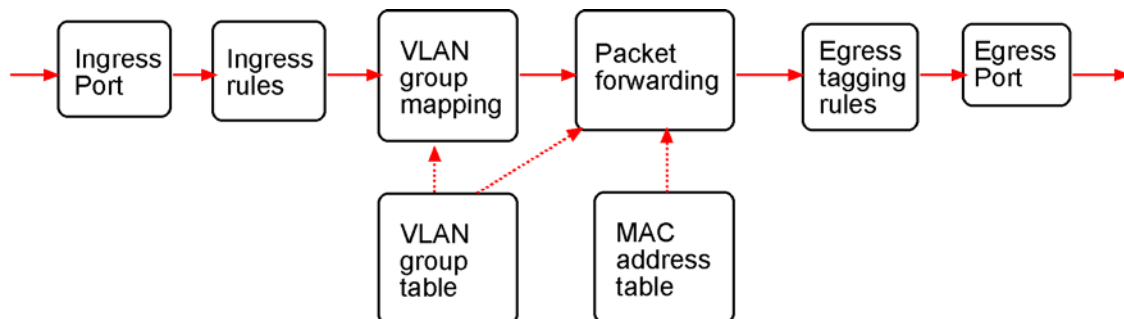 Ingress
Port
Ingress
rules
VLAN
group
mapping
Packet
forwarding
Egress
tagging
rules
Egress
Port
VLAN
group
table
MAC
address
table